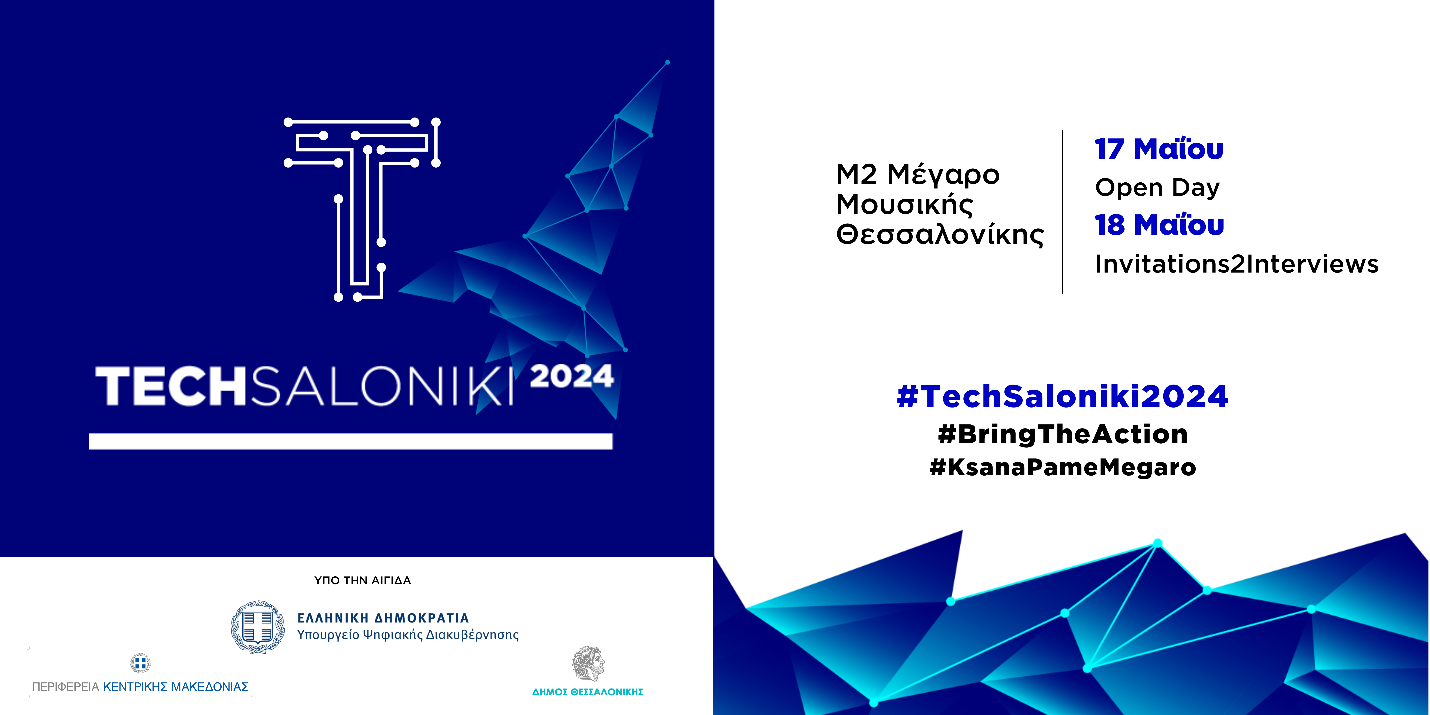 TECHSALONIKI 2024
ΥΠΟ ΤΗΝ ΑΙΓΙΔΑ
ΕΛΛΗΝΙΚΗ ΔΗΜΟΚΡΑΤΙΑ
Υπουργείο Ψηφιακής Διακυβέρνησης
ΠΕΡΙΦΕΡΕΙΑ ΚΕΝΤΡΙΚΗΣ ΜΑΚΕΔΟΝΙΑΣ
ΔΗΜΟΣ ΘΕΣΣΑΛΟΝΙΚΗΣ
M2 Μέγαρο
Μουσικής
Θεσσαλονίκης
17 Μαΐου
Open Day
18 Μαΐου
Invitations2Interviews
#TechSaloniki2024
#BringTheAction
#KsanaPameMegaro